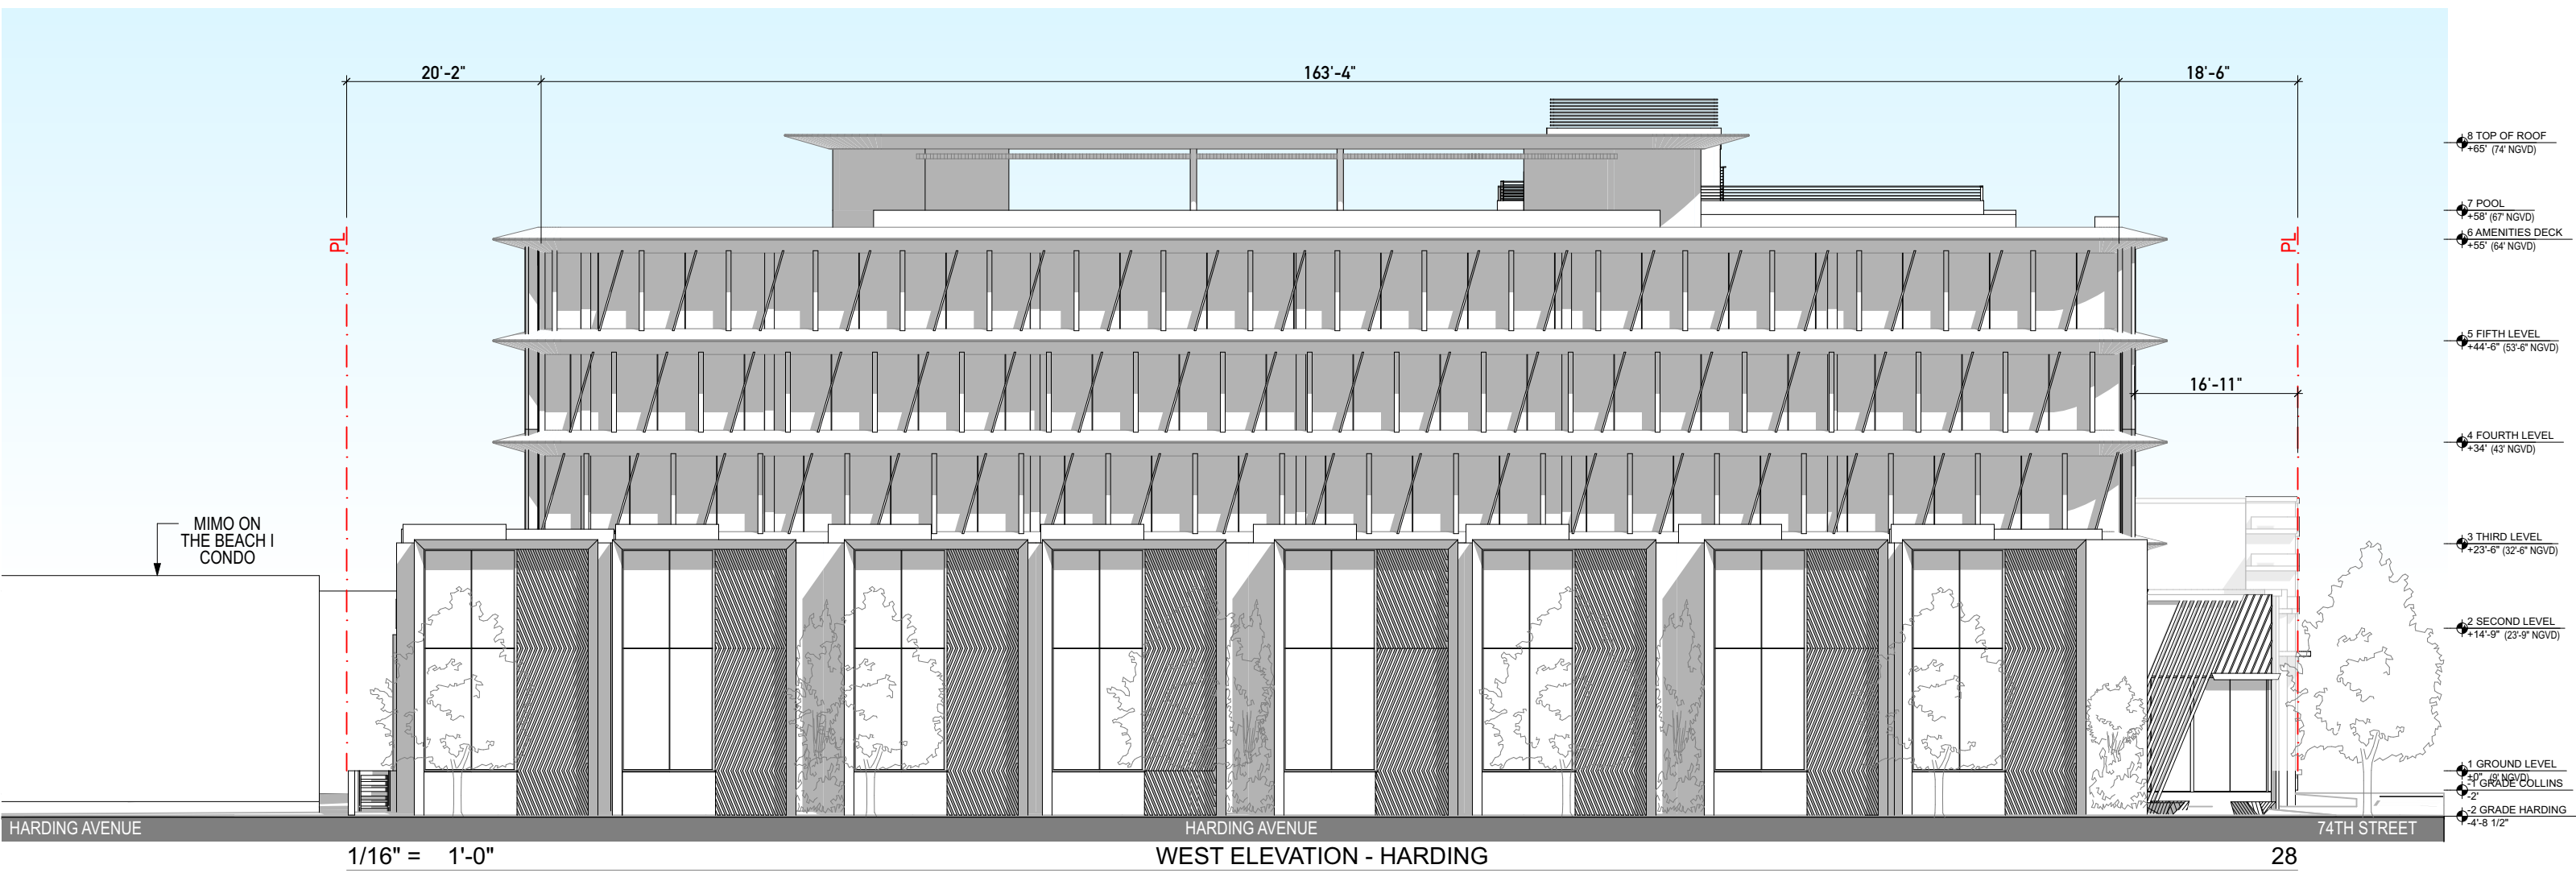 20'-2"
163'-4"
18'-6"
8 TOP OF ROOF
+65' (74' NGVD)
7 POOL
+58' (67' NGVD)
PL
PL
6 AMENITIES DECK
+55' (64' NGVD)
5 FIFTH LEVEL
+44'-6" (53'-6" NGVD)
16'-11"
4 FOURTH LEVEL
+34' (43' NGVD)
MIMO ON
THE BEACH I
CONDO
3 THIRD LEVEL
+23'-6" (32'-6" NGVD)
2 SECOND LEVEL
+14'-9" (23'-9" NGVD)
1 GROUND LEVEL
±0" (9' NGVD)
-1 GRADE COLLINS
-2'
-2 GRADE HARDING
-4'-8 1/2"
HARDING AVENUE
HARDING AVENUE
74TH STREET
1/16" = 1'-0"
WEST ELEVATION - HARDING
28